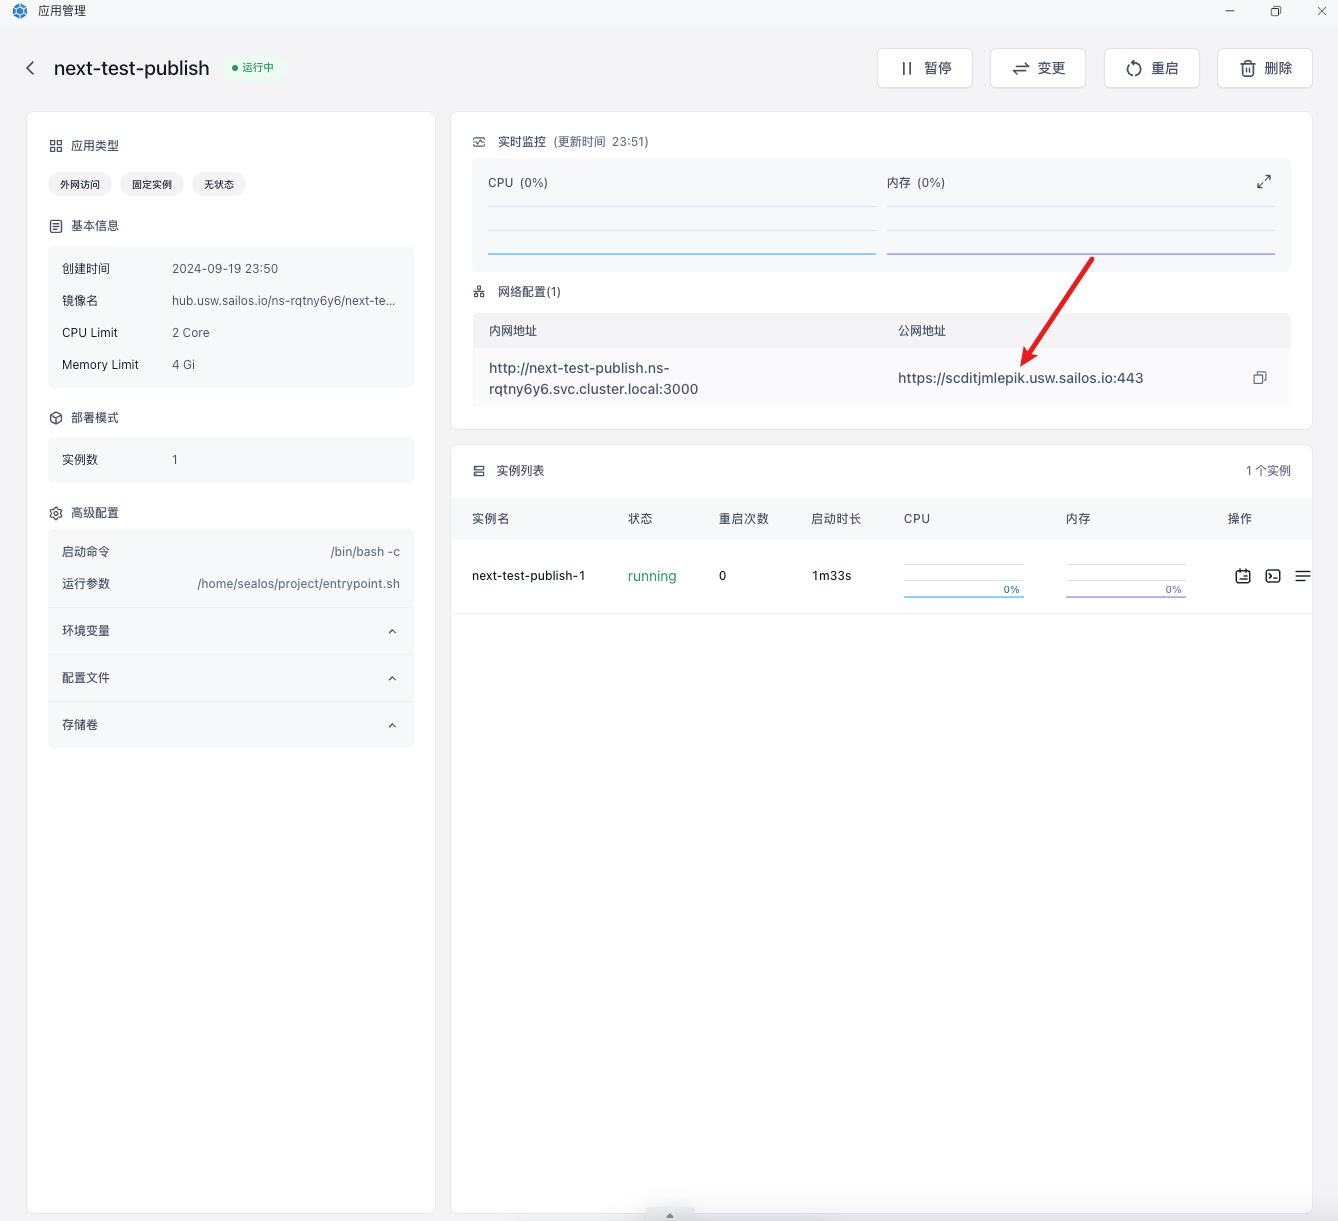 应用管理
next-test-publish
运行中
暂停
变更
重启
删除
应用类型
外网访问
固定实例
无状态
基本信息
创建时间 2024-09-19 23:50
镜像名 hub.usw.sailos.io/ns-rqtny6y6/next-te...
CPU Limit 2 Core
Memory Limit 4 Gi
部署模式
实例数 1
高级配置
启动命令 /bin/bash -c
运行参数 /home/sealos/project/entrypoint.sh
环境变量
配置文件
存储卷
实时监控 (更新时间 23:51)
CPU (0%)
内存 (0%)
网络配置(1)
内网地址 公网地址
http://next-test-publish.ns-
rqtny6y6.svc.cluster.local:3000
https://scditjmlepik.usw.sailos.io:443
实例列表
1 个实例
实例名 状态 重启次数 启动时长 CPU 内存 操作
next-test-publish-1 running 0 1m33s 0% 0%